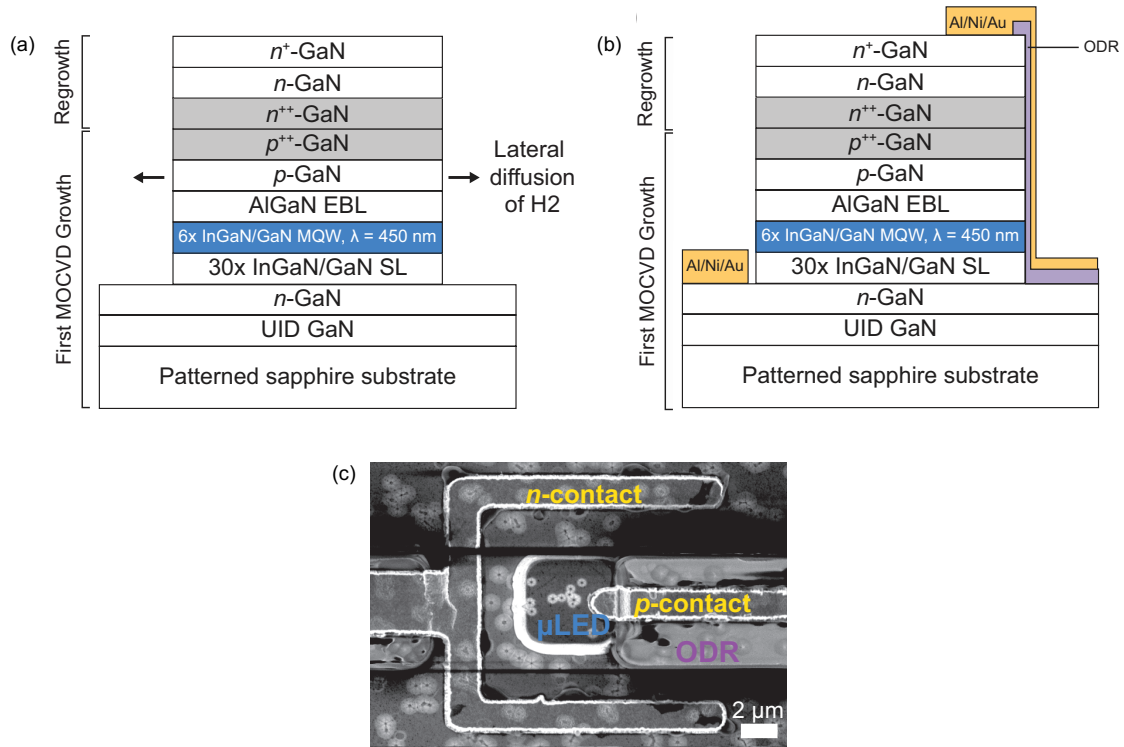 (a)
Regrowth
First MOCVD Growth
n⁺-GaN
n-GaN
n⁺⁺-GaN
p⁺⁺-GaN
p-GaN
AlGaN EBL
6x InGaN/GaN MQW, λ = 450 nm
30x InGaN/GaN SL
n-GaN
UID GaN
Patterned sapphire substrate
Lateral
diffusion
of H2
(b)
Regrowth
First MOCVD Growth
Al/Ni/Au
ODR
n⁺-GaN
n-GaN
n⁺⁺-GaN
p⁺⁺-GaN
p-GaN
AlGaN EBL
6x InGaN/GaN MQW, λ = 450 nm
Al/Ni/Au
30x InGaN/GaN SL
n-GaN
UID GaN
Patterned sapphire substrate
(c)
n-contact
p-contact
μLED
ODR
2 μm